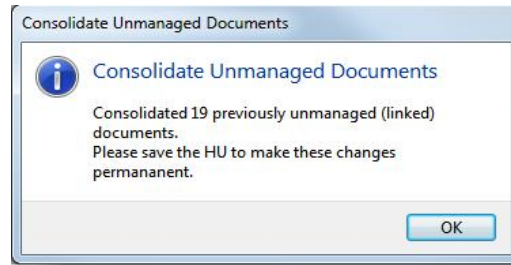 Consolidate Unmanaged Documents
Consolidate Unmanaged Documents
Consolidated 19 previously unmanaged (linked)
documents.
Please save the HU to make these changes
permananent.
OK